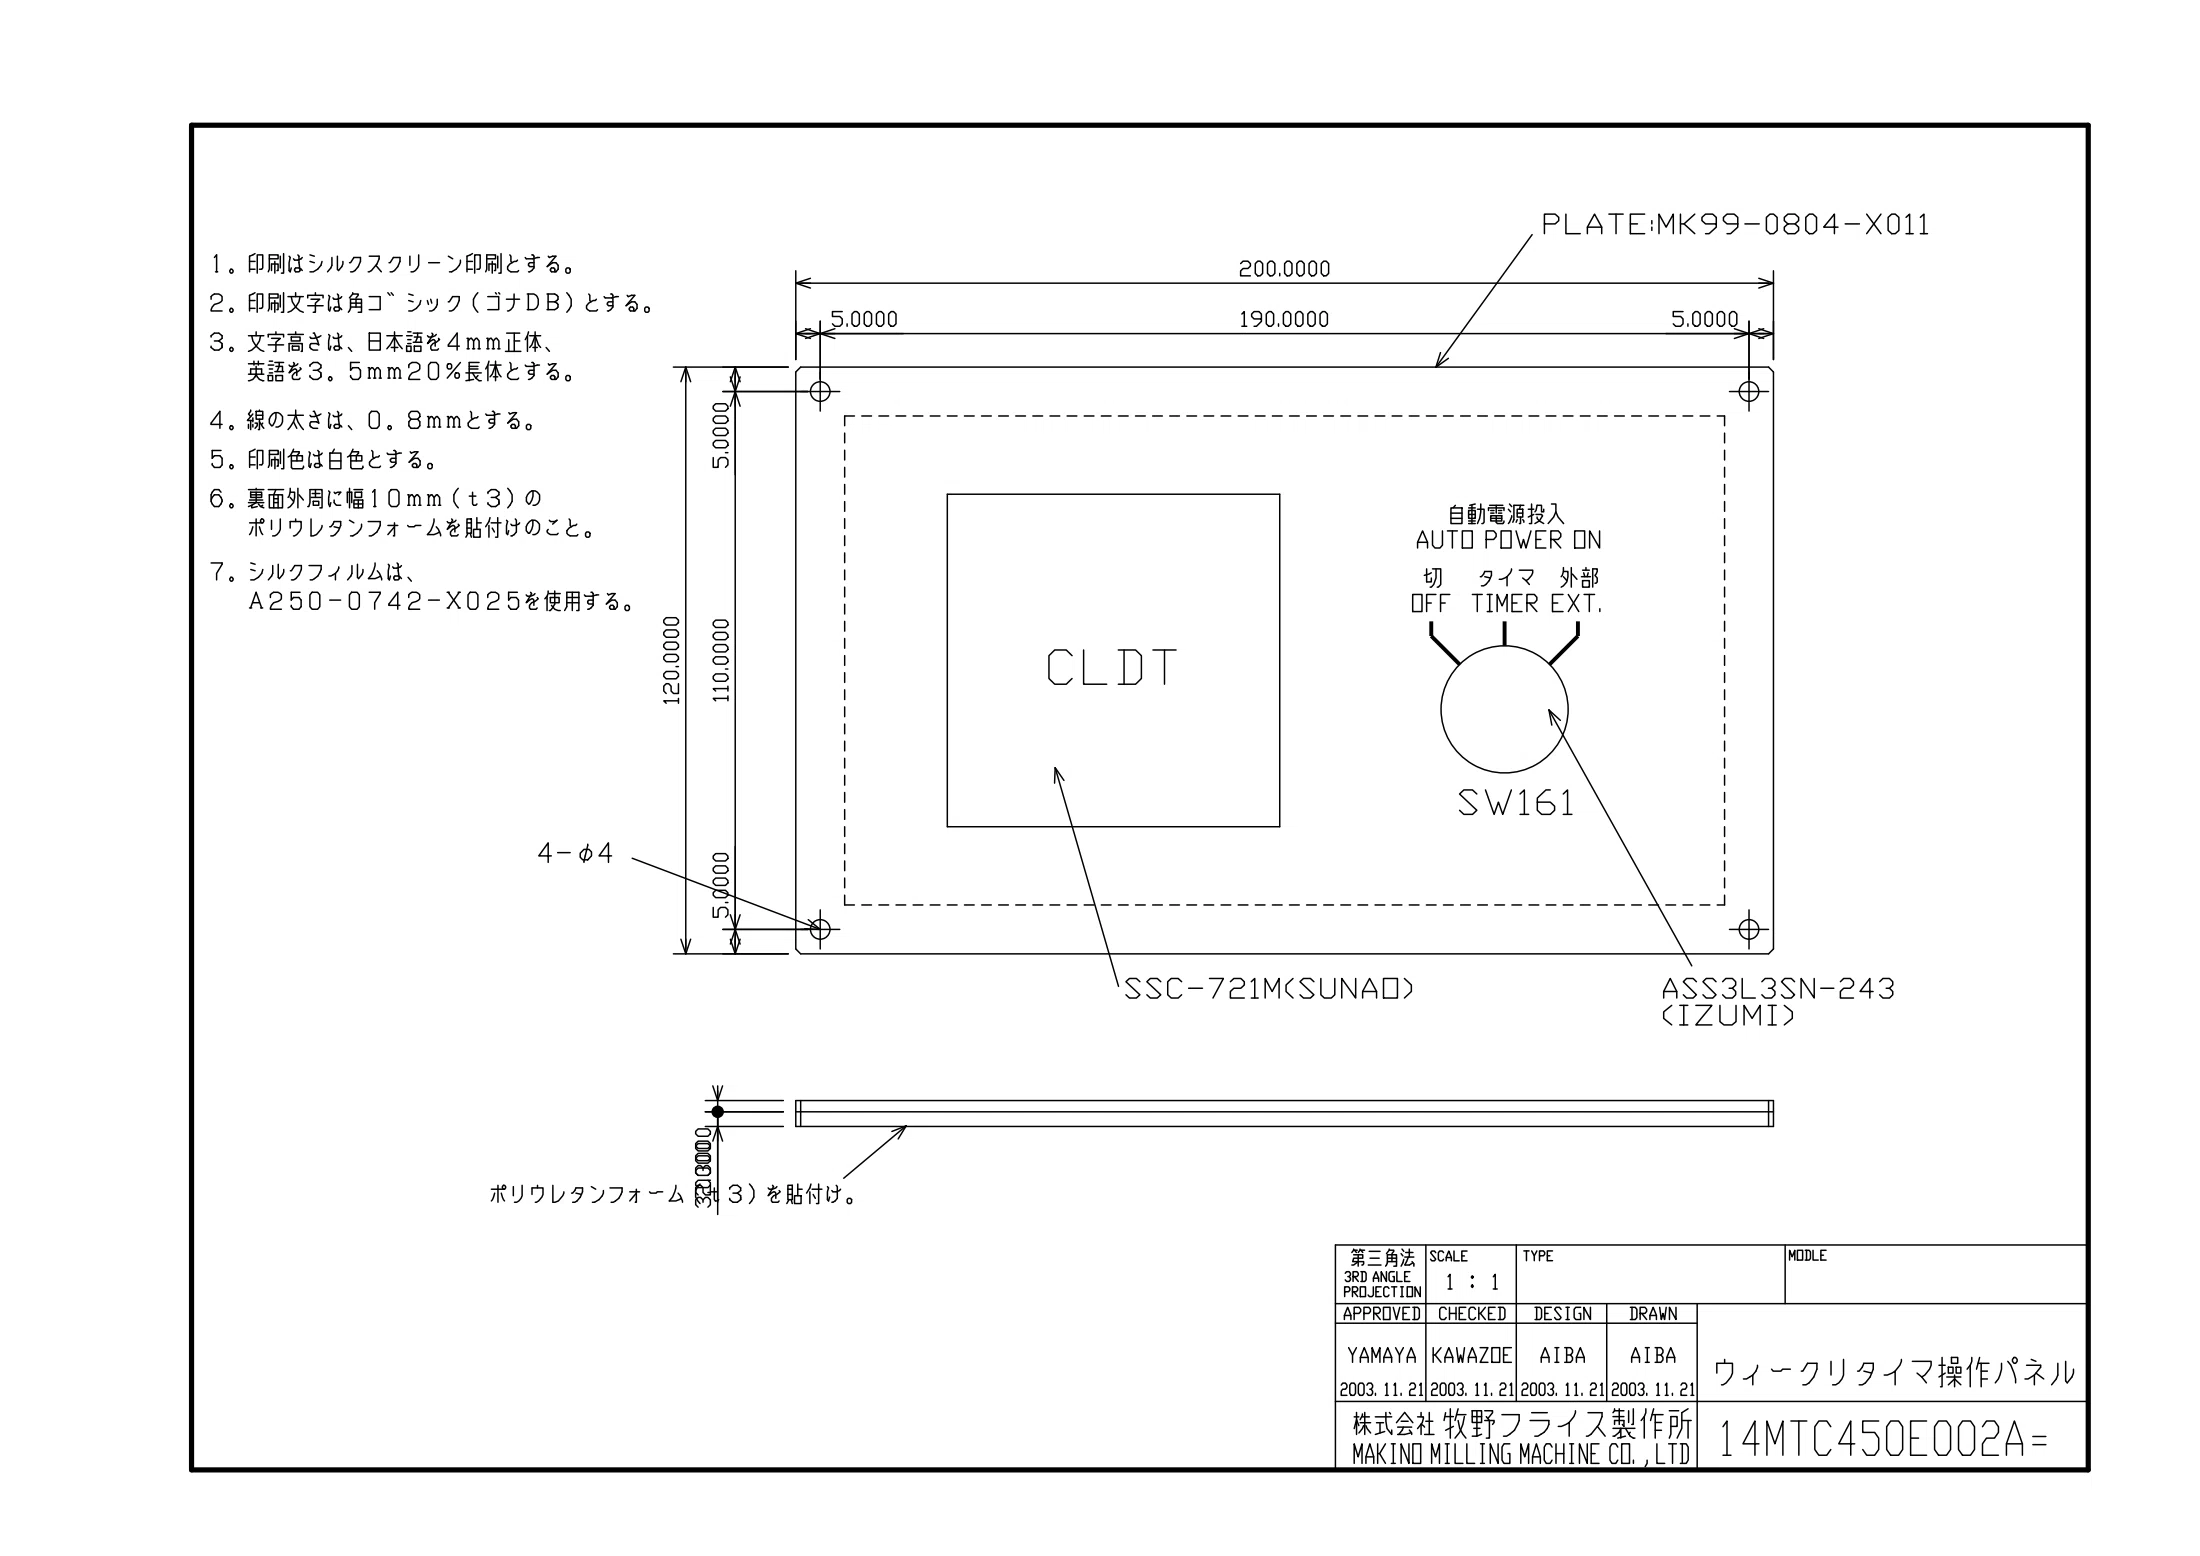 PLATE:MK99-0804-X011
1。印刷はシルクスクリーン印刷とする。
2。印刷文字は角ゴシック(ゴナDB)とする。
3。文字高さは、日本語を4mm正体、
英語を3。5mm20%長体とする。
4。線の太さは、0。8mmとする。
5。印刷色は白色とする。
6。裏面外周に幅10mm(t3)の
ポリウレタンフォームを貼付けのこと。
7。シルクフィルムは、
A250-0742-X025を使用する。
200.0000
5.0000 190.0000 5.0000
5.0000
110.0000
120.0000
5.0000
自動電源投入
AUTO POWER ON
切 タイマ 外部
OFF TIMER EXT.
CLDT
SW161
4-φ4
SSC-721M(SUNAO)
ASS3L3SN-243
(IZUMI)
ポリウレタンフォーム(t3)を貼付け。
第三角法
3RD ANGLE
PROJECTION
SCALE
1 : 1
TYPE
MODLE
APPROVED CHECKED DESIGN DRAWN
YAMAYA KAWAZOE AIBA AIBA
2003.11.21 2003.11.21 2003.11.21 2003.11.21
ウィークリタイマ操作パネル
株式会社 牧野フライス製作所
MAKINO MILLING MACHINE CO.,LTD
14MTC450E002A=